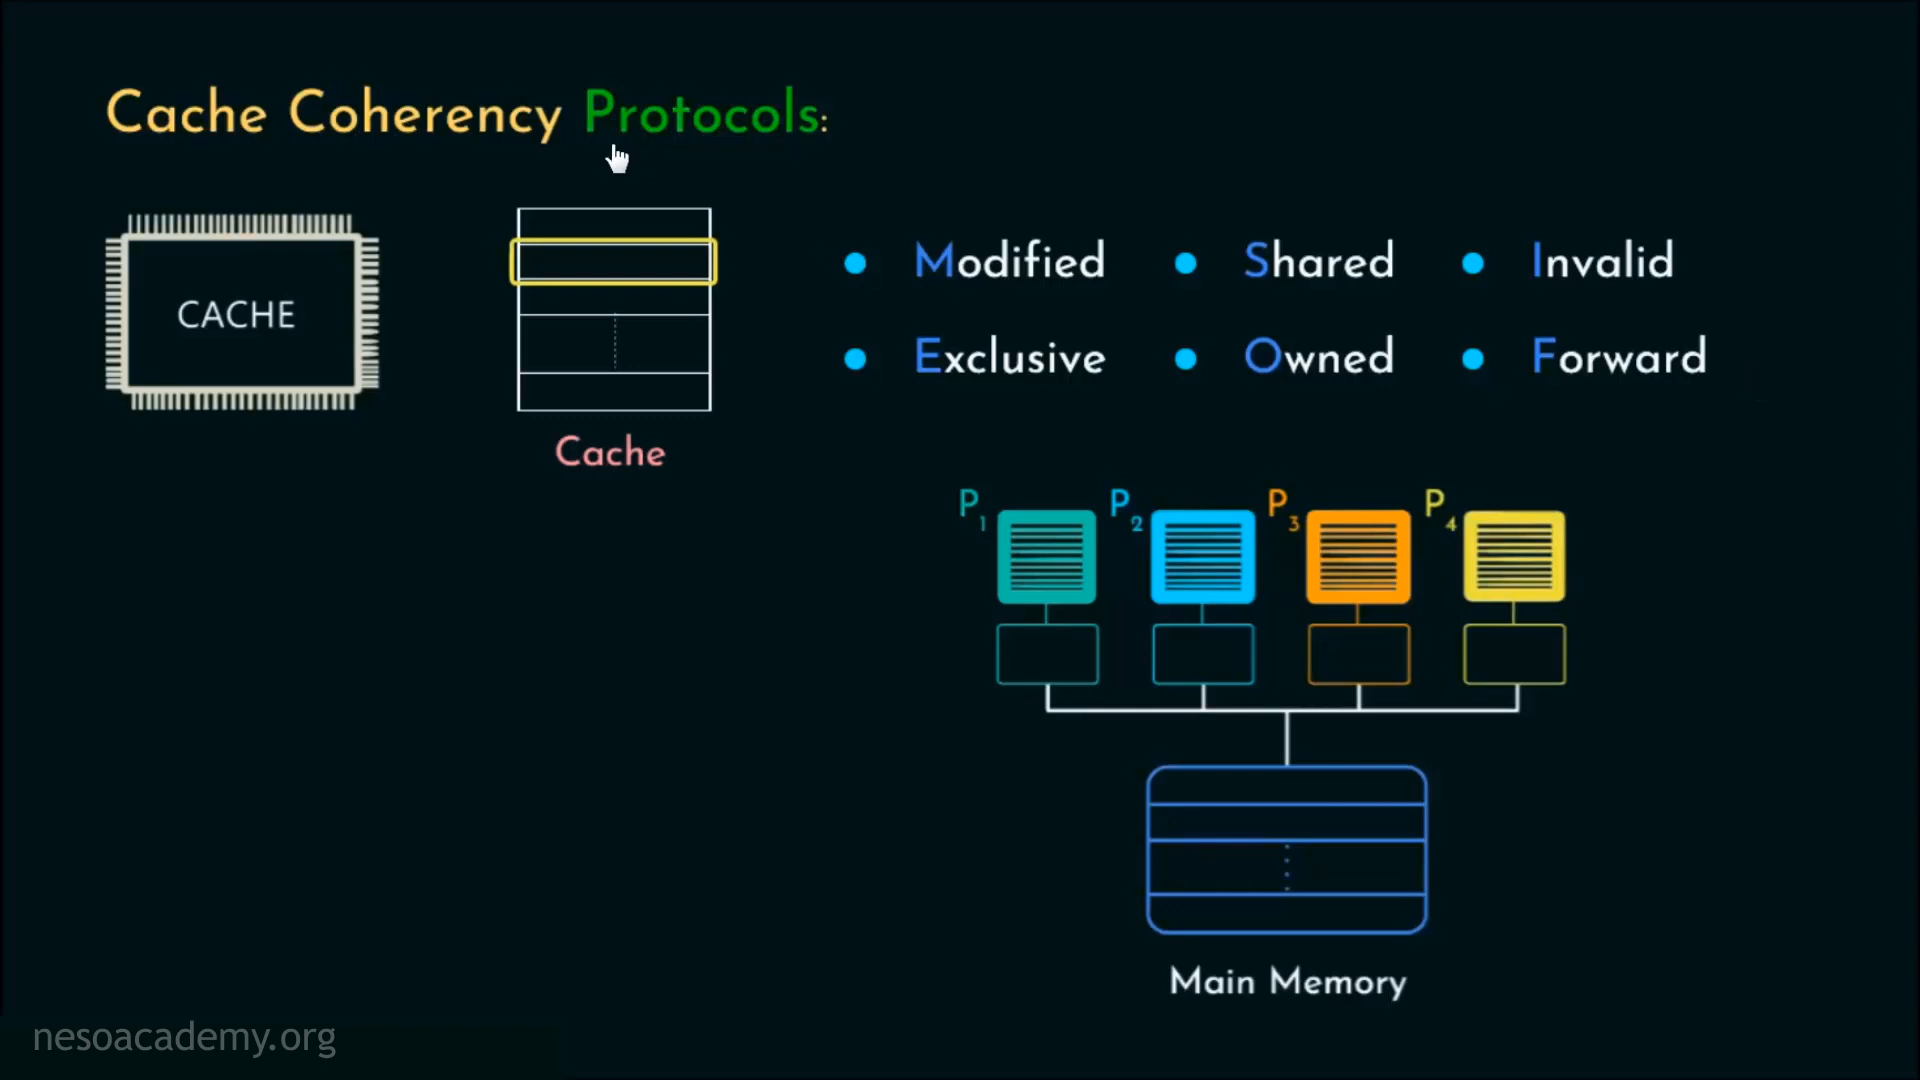 Cache Coherency Protocols:
CACHE
Cache
Modified
Shared
Invalid
Exclusive
Owned
Forward
P1
P2
P3
P4
Main Memory
nesoacademy.org